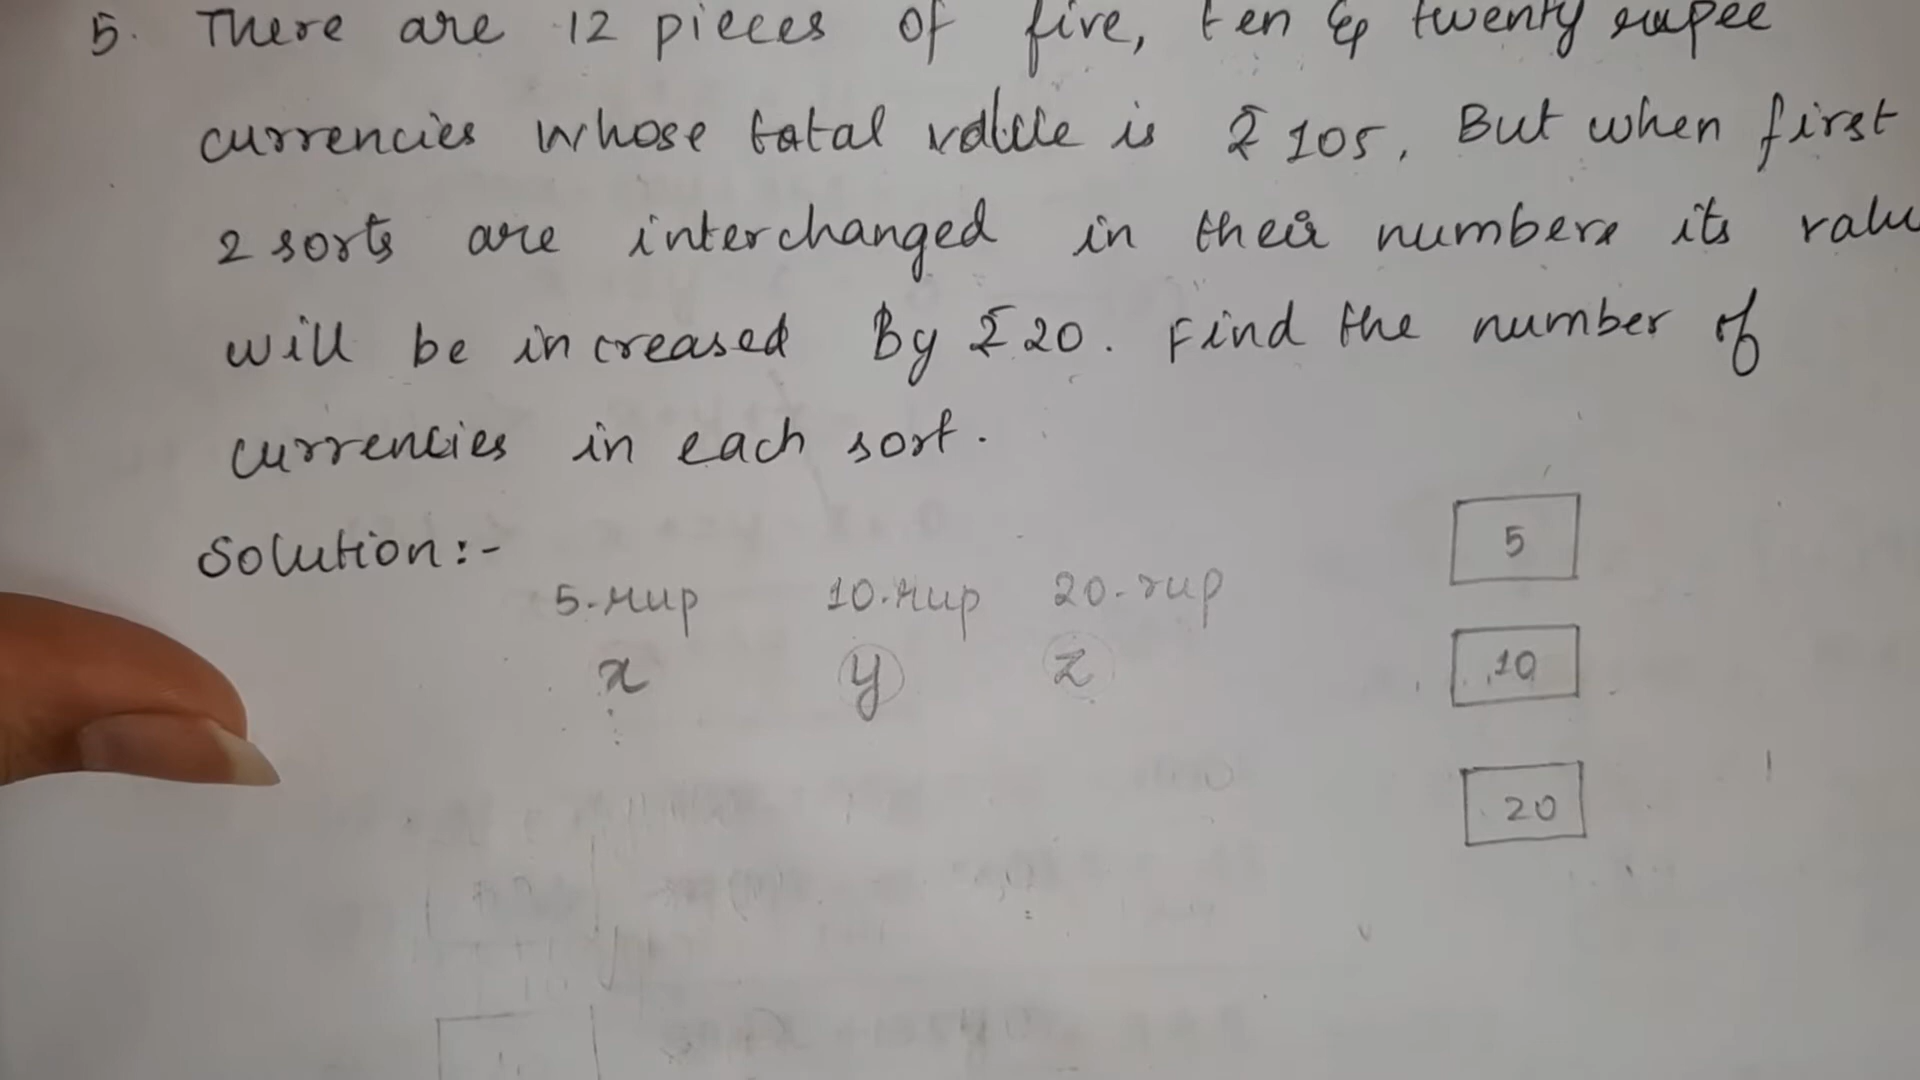 5. There are 12 pieces of five, ten & twenty rupee
currencies whose total value is ₹ 105. But when first
2 sorts are interchanged in their numbers its valu
will be increased By ₹ 20. Find the number of
currencies in each sort.
Solution:-
5-rup 10-rup 20-rup
x y z
5
10
20